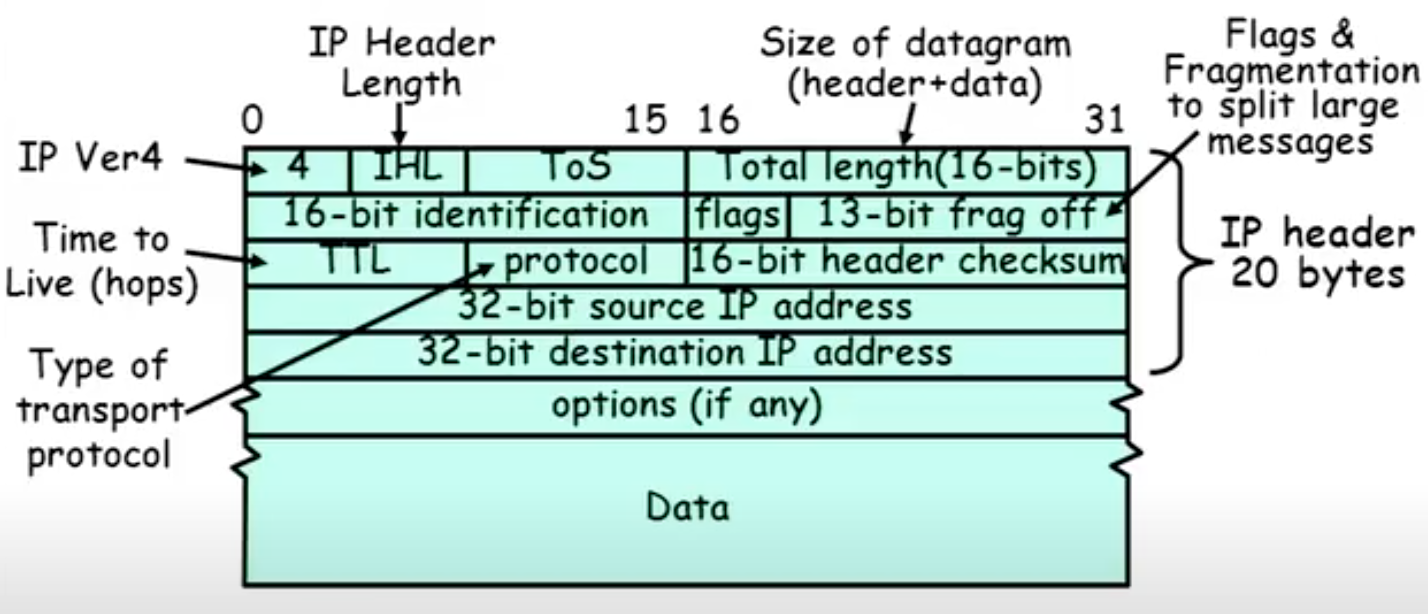 IP Header
Length
Size of datagram
(header+data)
Flags &
Fragmentation
to split large
messages
0
15
16
31
IP Ver4
4
IHL
ToS
Total length(16-bits)
16-bit identification
flags
13-bit frag off
Time to
Live (hops)
TTL
protocol
16-bit header checksum
IP header
20 bytes
32-bit source IP address
32-bit destination IP address
Type of
transport
protocol
options (if any)
Data